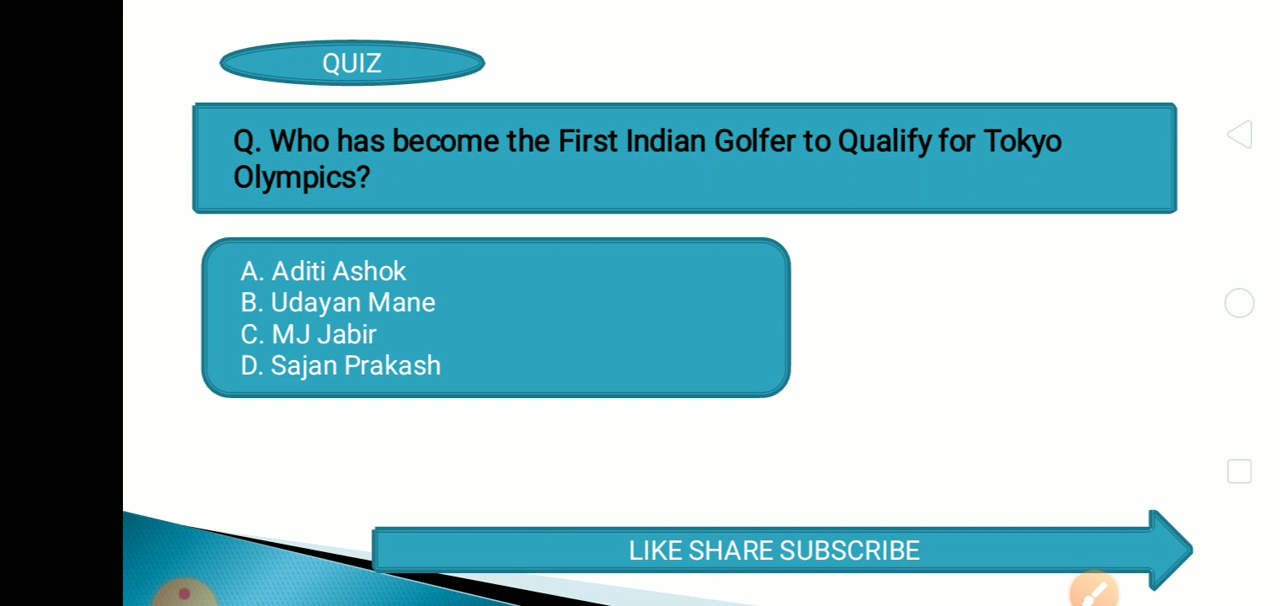 QUIZ
Q. Who has become the First Indian Golfer to Qualify for Tokyo
Olympics?
A. Aditi Ashok
B. Udayan Mane
C. MJ Jabir
D. Sajan Prakash
LIKE SHARE SUBSCRIBE